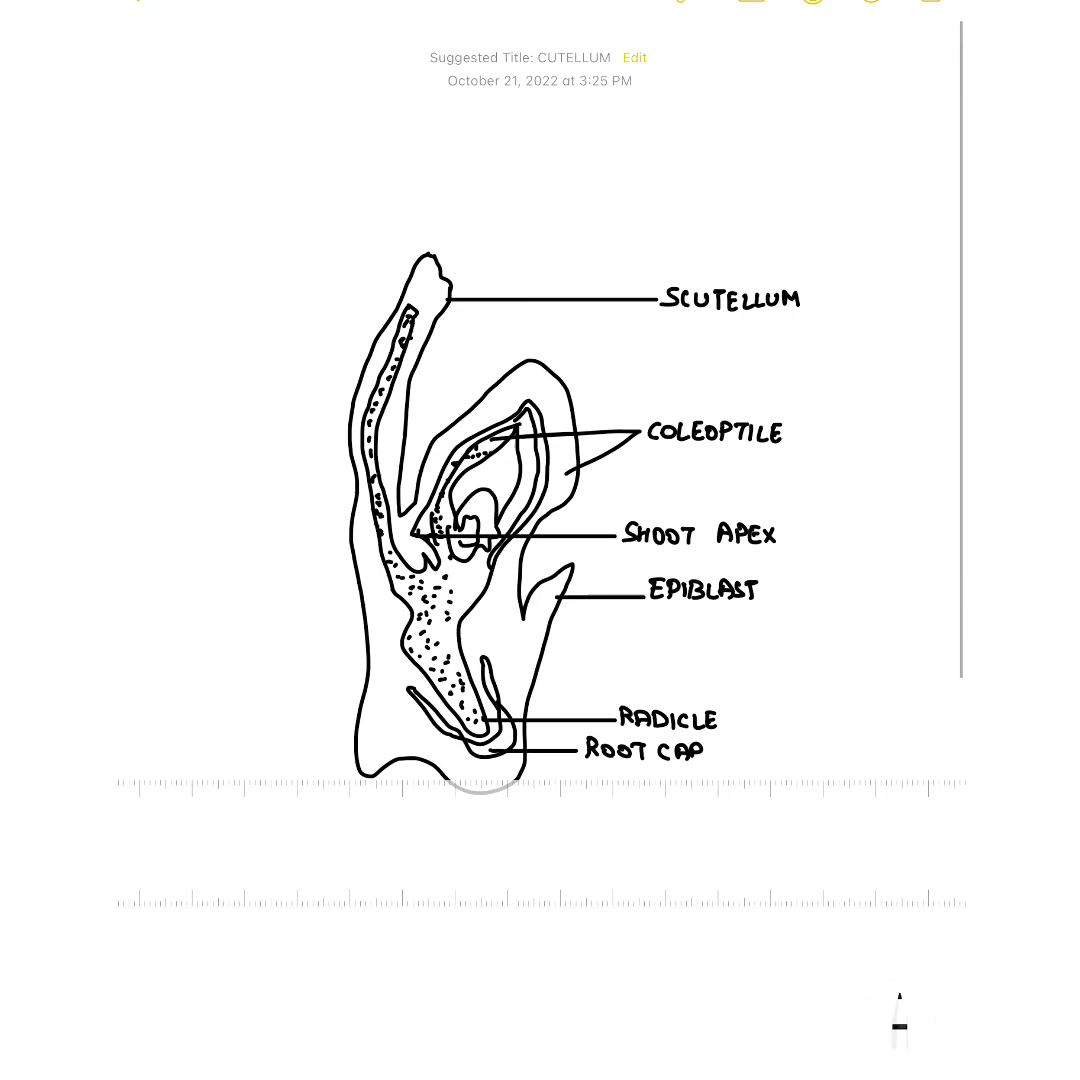 Suggested Title: CUTELLUM Edit
October 21, 2022 at 3:25 PM
SCUTELLUM
COLEOPTILE
SHOOT APEX
EPIBLAST
RADICLE
ROOT CAP